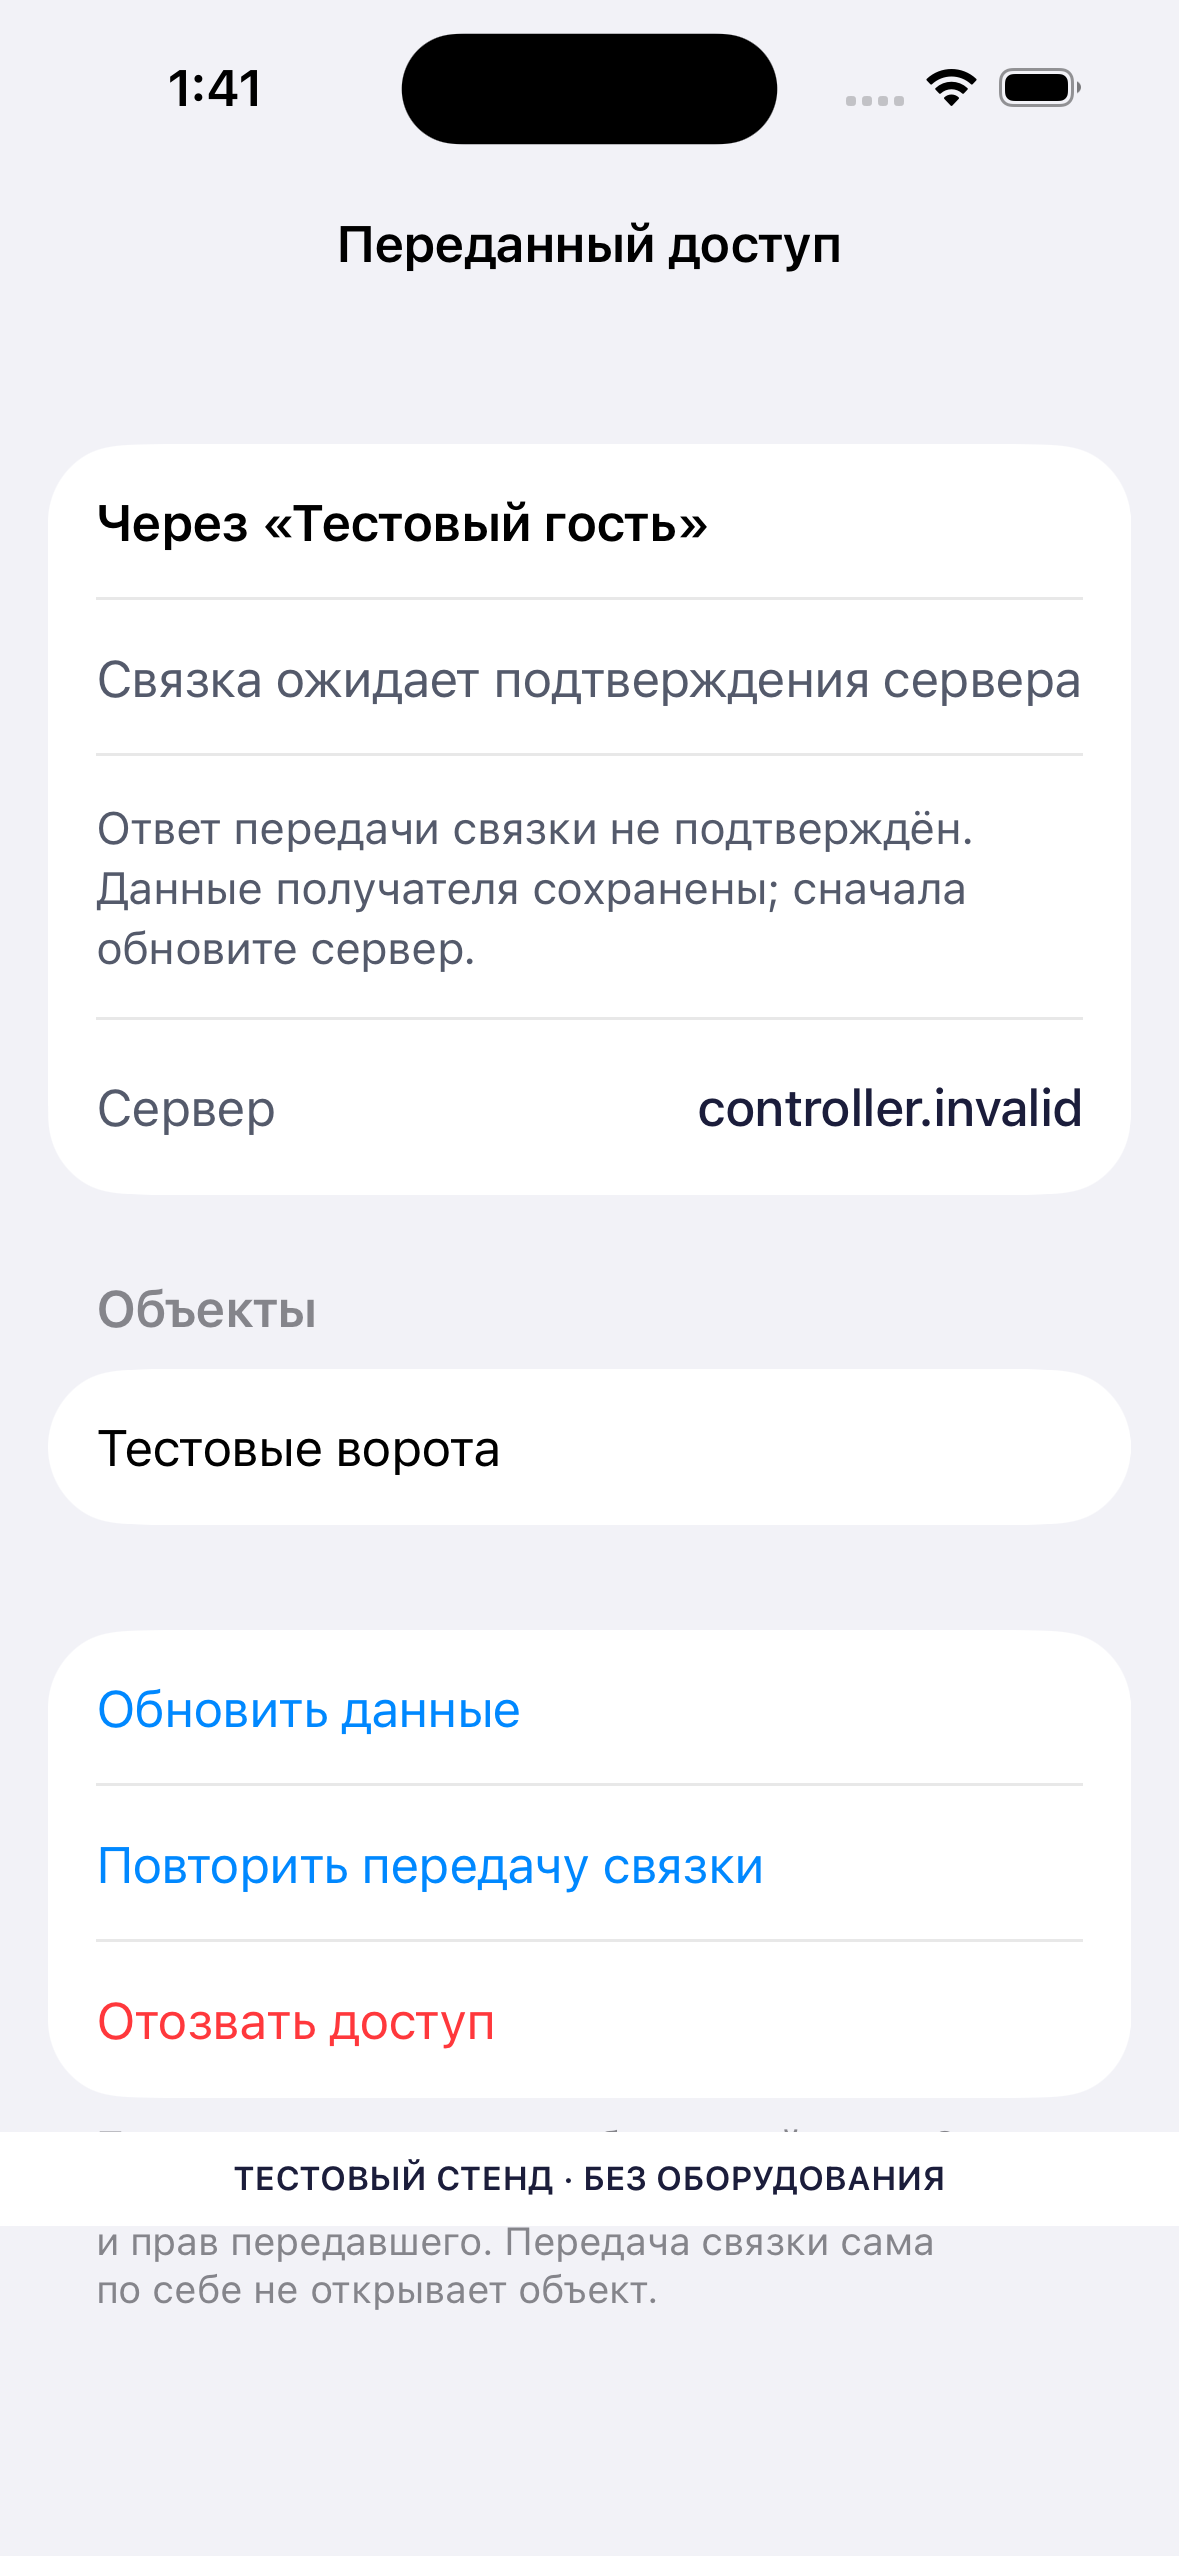 1:41
Переданный доступ
Через «Тестовый гость»
Связка ожидает подтверждения сервера
Ответ передачи связки не подтверждён.
Данные получателя сохранены; сначала
обновите сервер.
Сервер controller.invalid
Объекты
Тестовые ворота
Обновить данные
Повторить передачу связки
Отозвать доступ
ТЕСТОВЫЙ СТЕНД · БЕЗ ОБОРУДОВАНИЯ
и прав передавшего. Передача связки сама
по себе не открывает объект.